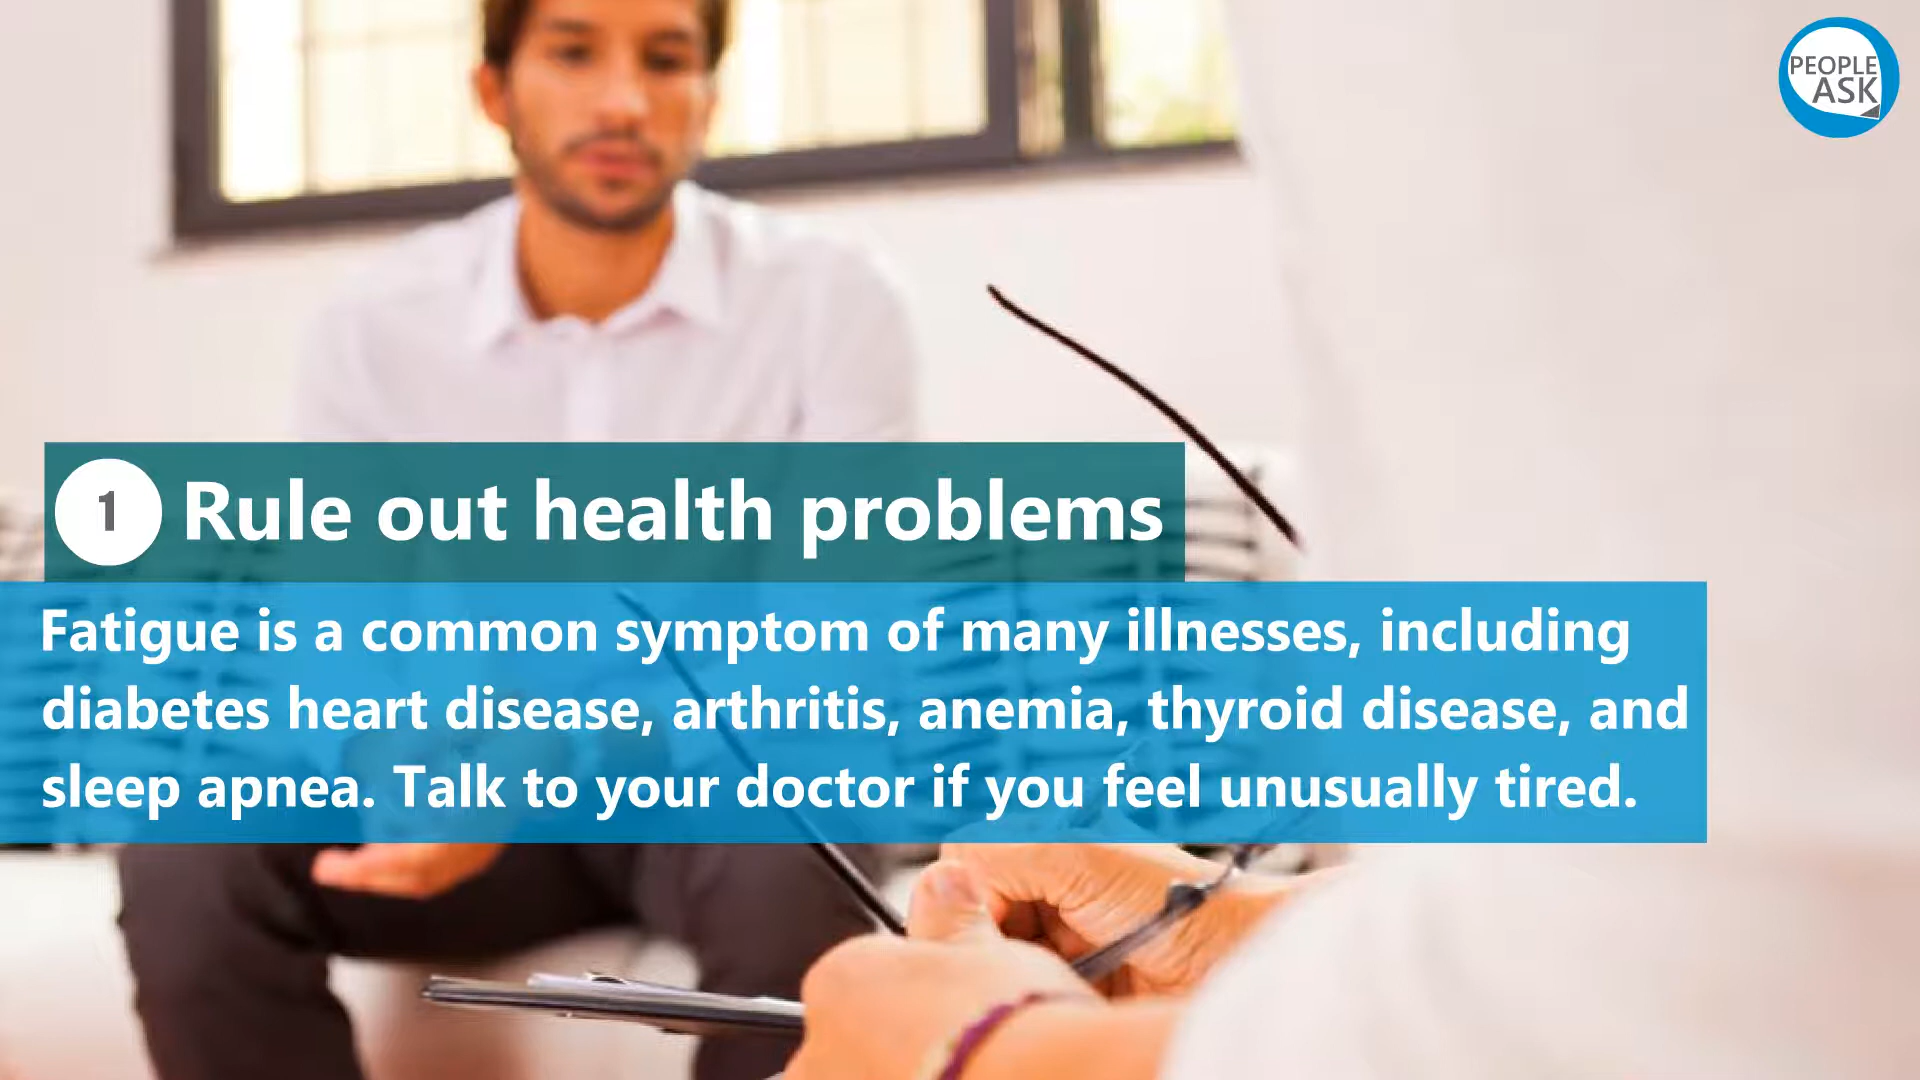 PEOPLE
ASK
1 Rule out health problems
Fatigue is a common symptom of many illnesses, including
diabetes heart disease, arthritis, anemia, thyroid disease, and
sleep apnea. Talk to your doctor if you feel unusually tired.